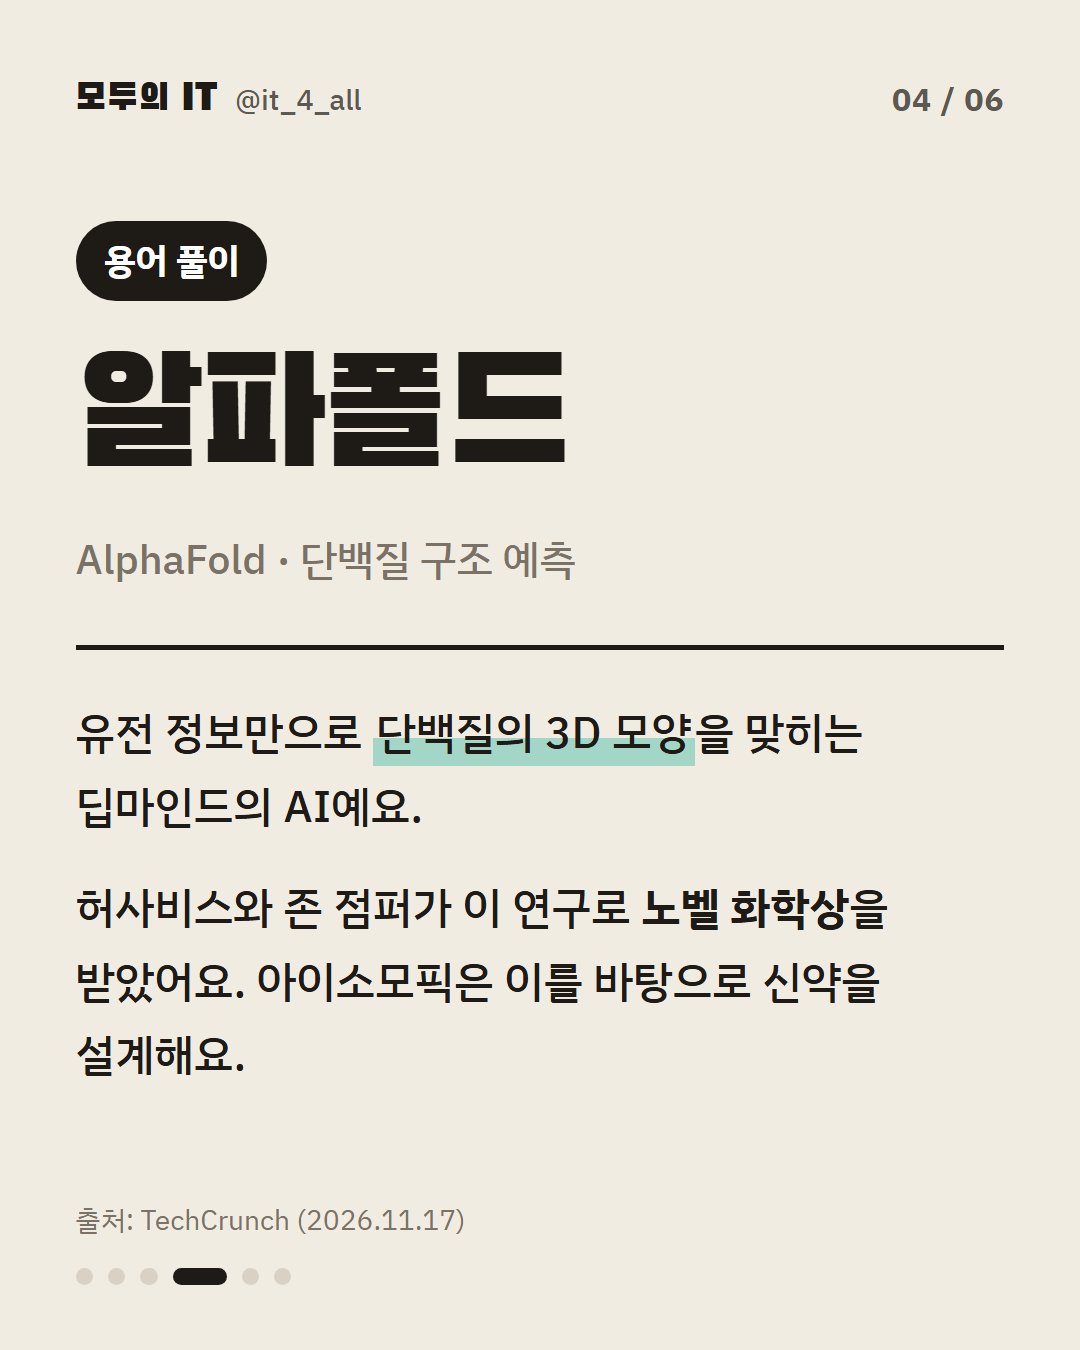 모두의 IT @it_4_all
04 / 06
용어 풀이
알파폴드
AlphaFold · 단백질 구조 예측
유전 정보만으로 단백질의 3D 모양을 맞히는
딥마인드의 AI예요.
허사비스와 존 점퍼가 이 연구로 노벨 화학상을
받았어요. 아이소모픽은 이를 바탕으로 신약을
설계해요.
출처: TechCrunch (2026.11.17)